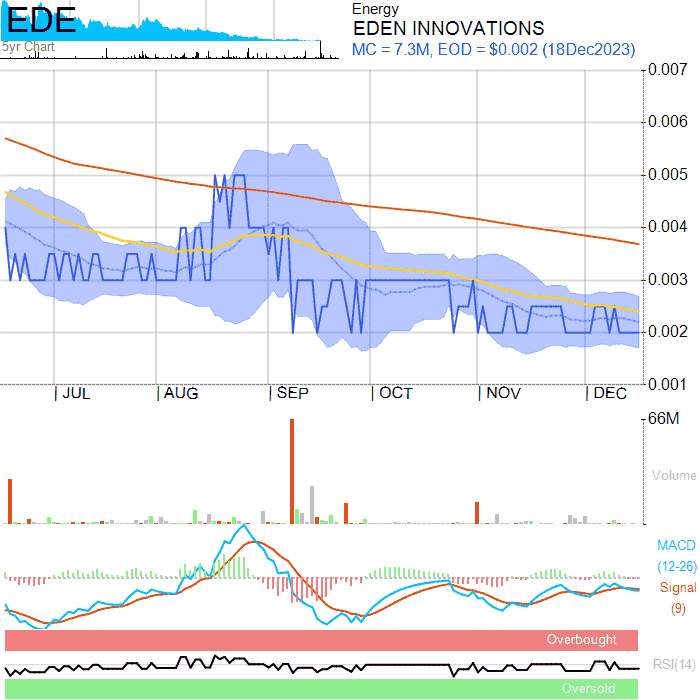 EDE
5yr Chart
Energy
EDEN INNOVATIONS
MC = 7.3M, EOD = $0.002 (18Dec2023)
0.007
0.006
0.005
0.004
0.003
0.002
0.001
JUL AUG SEP OCT NOV DEC
66M
Volume
MACD
(12-26)
Signal
(9)
Overbought
RSI(14)
Oversold